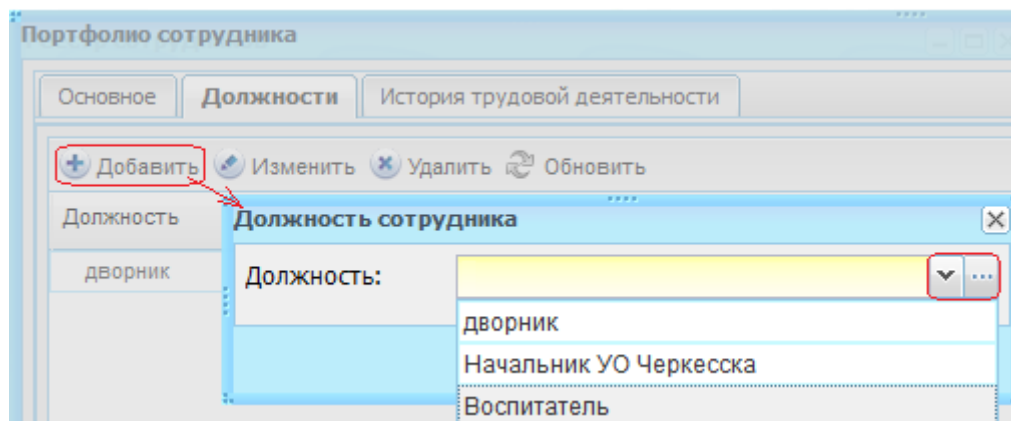 Портфолио сотрудника
Основное Должности История трудовой деятельности
Добавить Изменить Удалить Обновить
Должность
Должность сотрудника
дворник
Должность:
дворник
Начальник УО Черкесска
Воспитатель